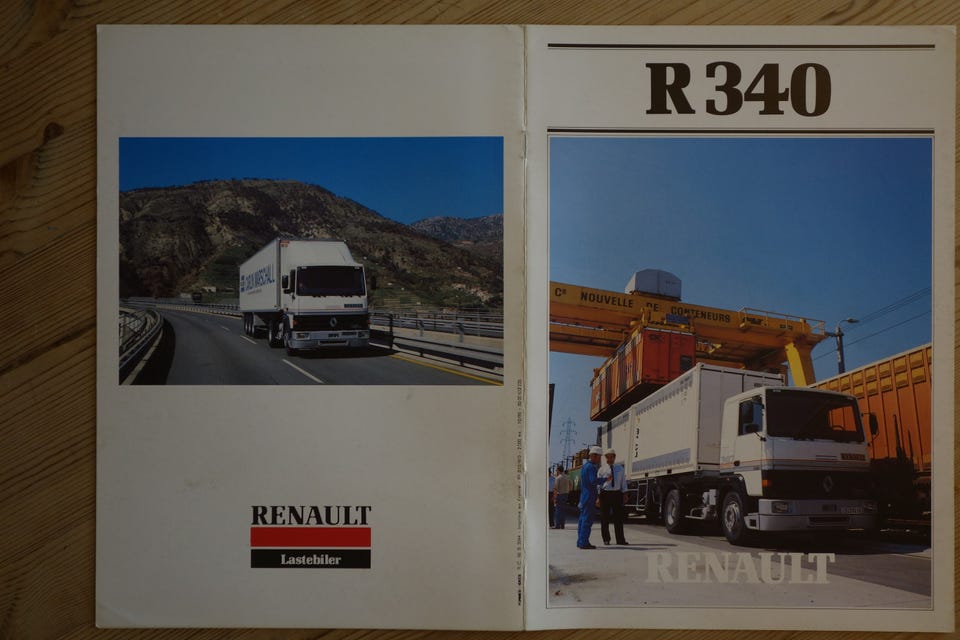 RENAULT
Lastebiler
R 340
Cᴵᴱ NOUVELLE DE CONTENEURS
RENAULT